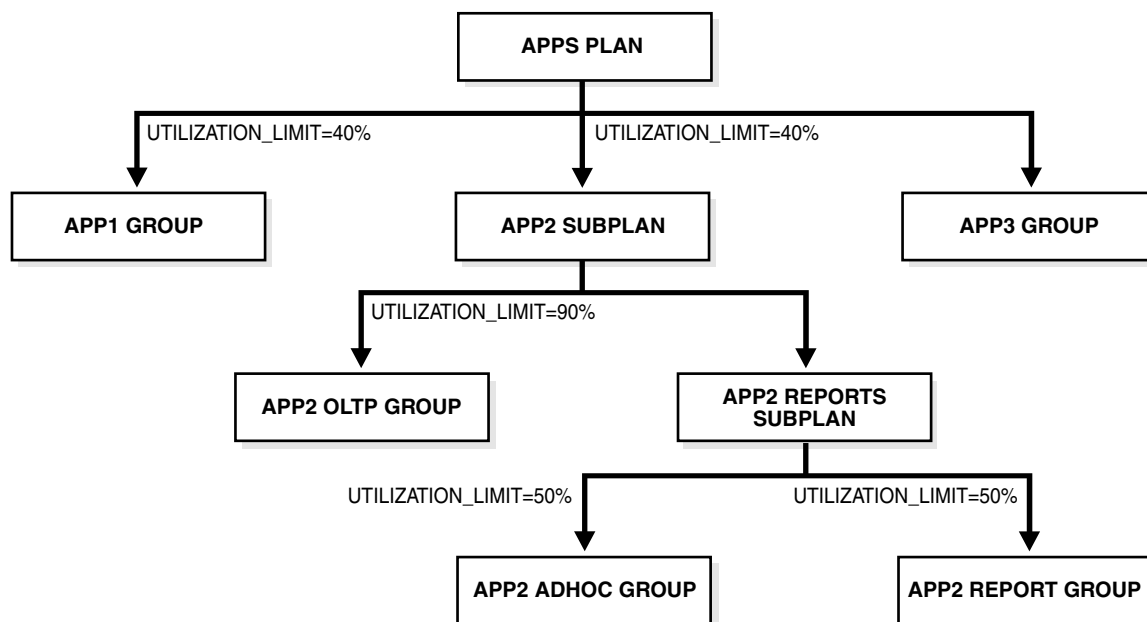 APPS PLAN
UTILIZATION_LIMIT=40%
UTILIZATION_LIMIT=40%
APP1 GROUP
APP2 SUBPLAN
APP3 GROUP
UTILIZATION_LIMIT=90%
APP2 OLTP GROUP
APP2 REPORTS
SUBPLAN
UTILIZATION_LIMIT=50%
UTILIZATION_LIMIT=50%
APP2 ADHOC GROUP
APP2 REPORT GROUP